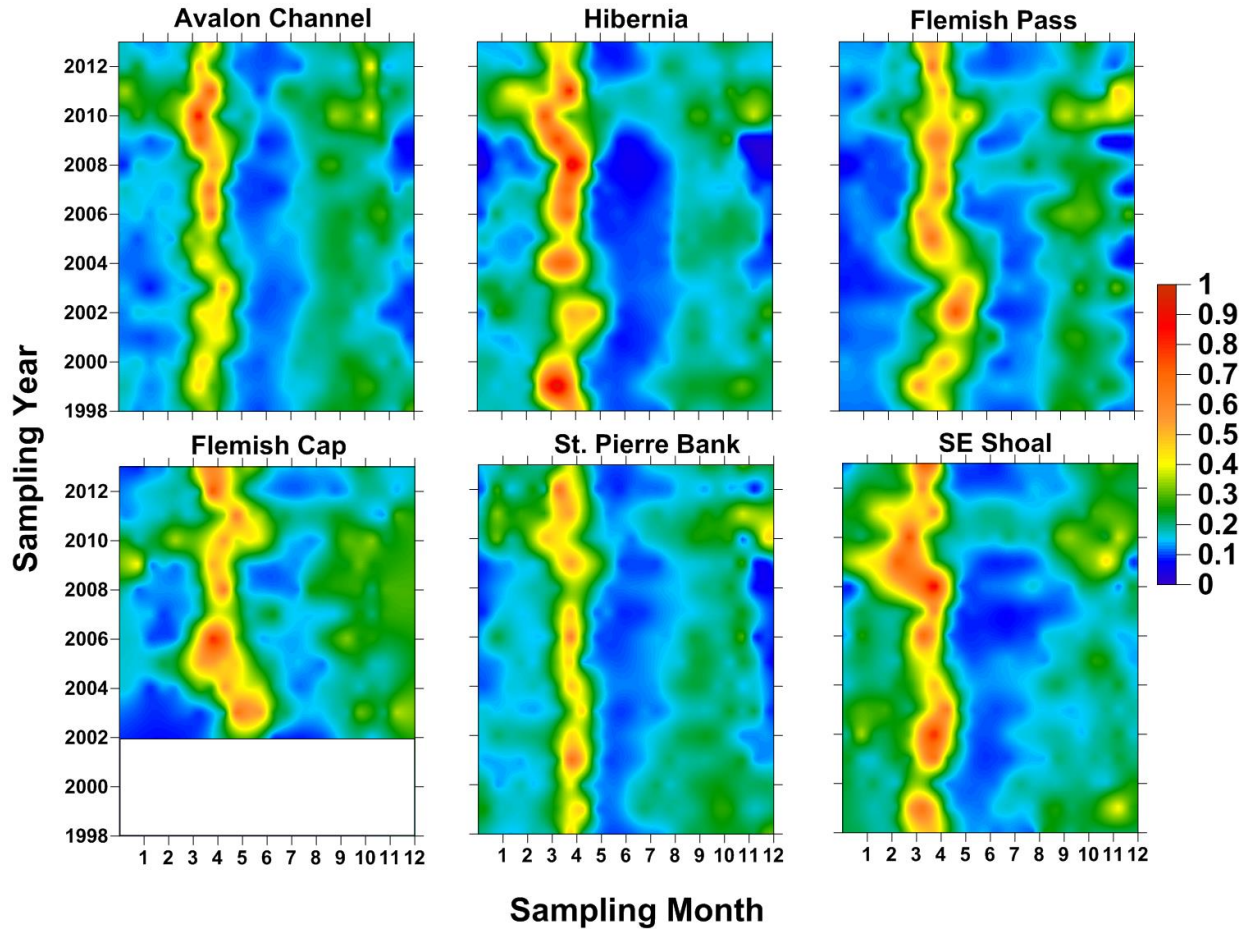 Avalon Channel
Hibernia
Flemish Pass
2012
2010
2008
2006
2004
2002
2000
1998
Flemish Cap
St. Pierre Bank
SE Shoal
2012
2010
2008
2006
2004
2002
2000
1998
1 2 3 4 5 6 7 8 9 10 11 12
1 2 3 4 5 6 7 8 9 10 11 12
1 2 3 4 5 6 7 8 9 10 11 12
Sampling Year
Sampling Month
1
0.9
0.8
0.7
0.6
0.5
0.4
0.3
0.2
0.1
0